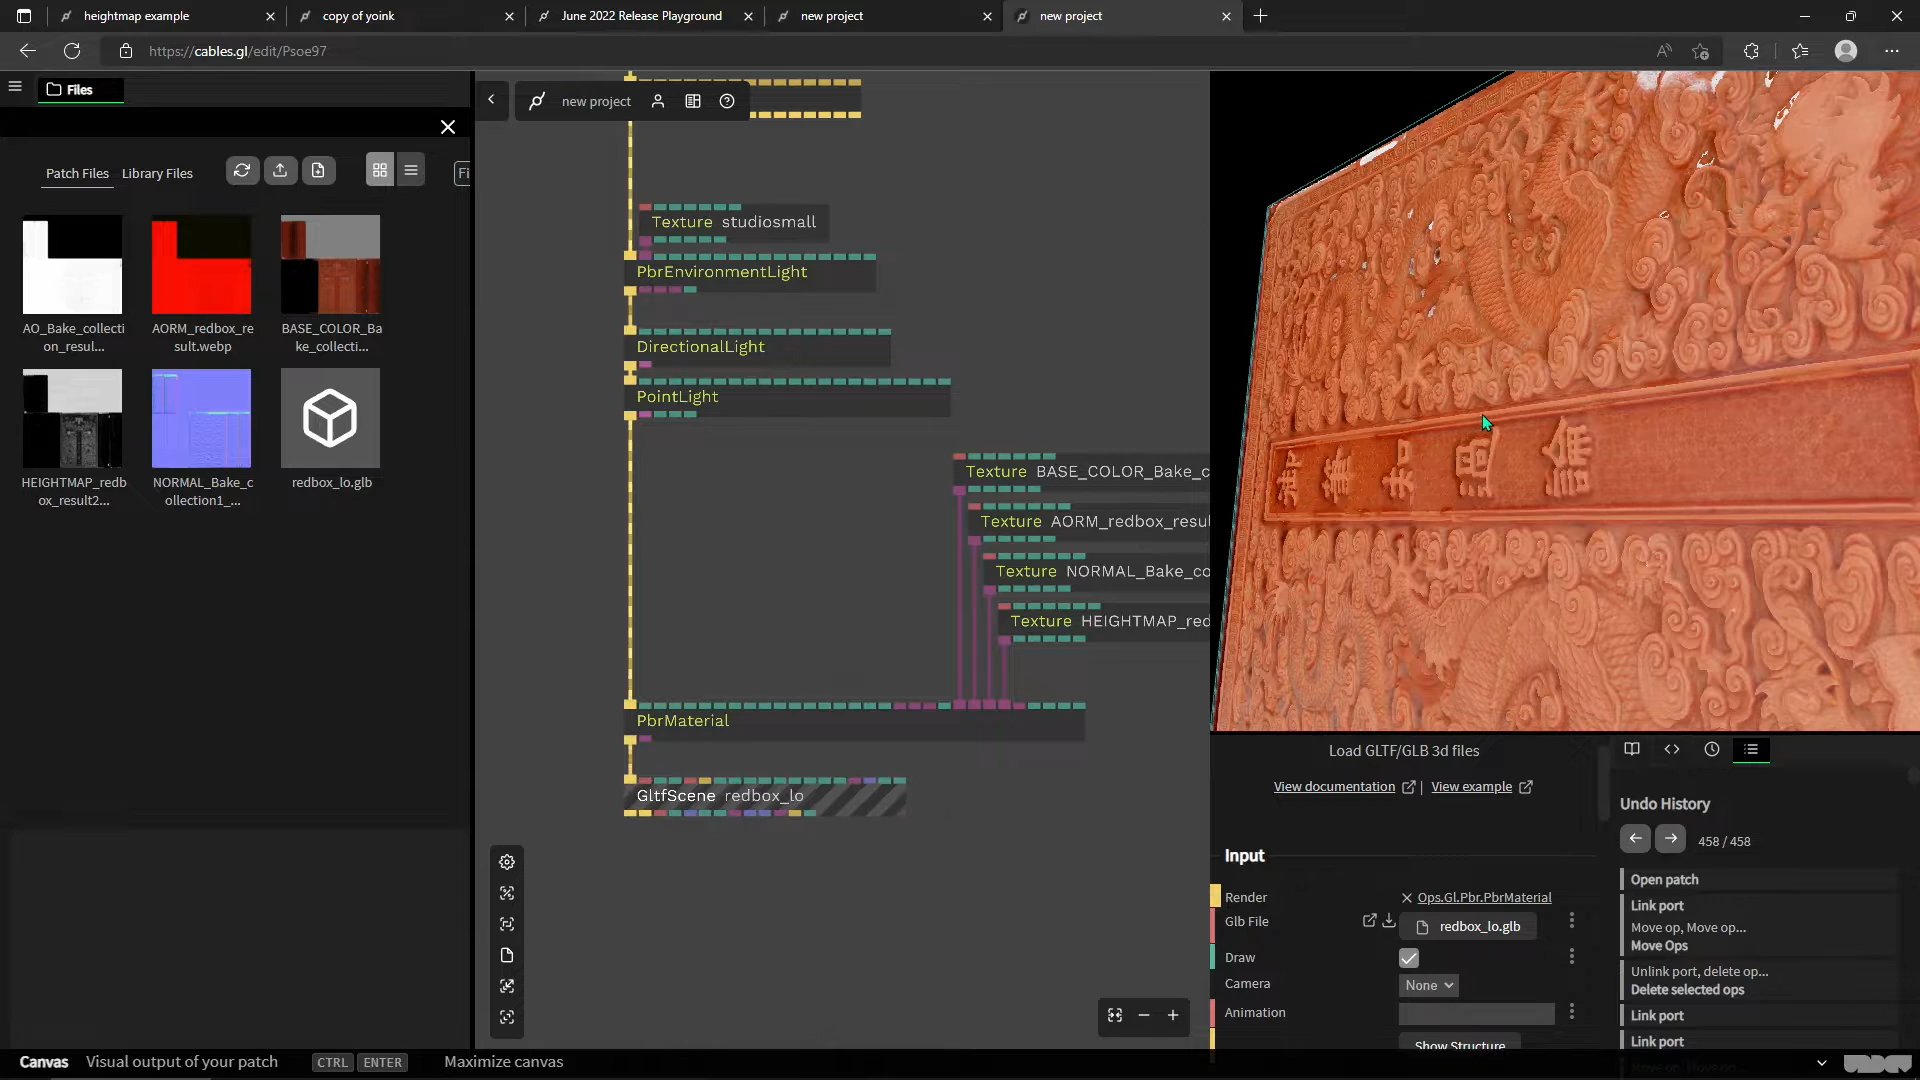 heightmap example
copy of yoink
June 2022 Release Playground
new project
new project
https://cables.gl/edit/Psoe97
Files
new project
Patch Files
Library Files
Fi
AO_Bake_collecti
on_resul...
AORM_redbox_re
sult.webp
BASE_COLOR_Ba
ke_collecti...
HEIGHTMAP_redb
ox_result2...
NORMAL_Bake_c
ollection1_...
redbox_lo.glb
Texture studiosmall
PbrEnvironmentLight
DirectionalLight
PointLight
Texture BASE_COLOR_Bake_c
Texture AORM_redbox_resul
Texture NORMAL_Bake_co
Texture HEIGHTMAP_red
PbrMaterial
GltfScene redbox_lo
Load GLTF/GLB 3d files
View documentation | View example
Input
Render
Ops.Gl.Pbr.PbrMaterial
Glb File
redbox_lo.glb
Draw
Camera
None
Animation
Show Structure
Undo History
458 / 458
Open patch
Link port
Move op, Move op...
Move Ops
Unlink port, delete op...
Delete selected ops
Link port
Link port
Canvas Visual output of your patch CTRL ENTER Maximize canvas